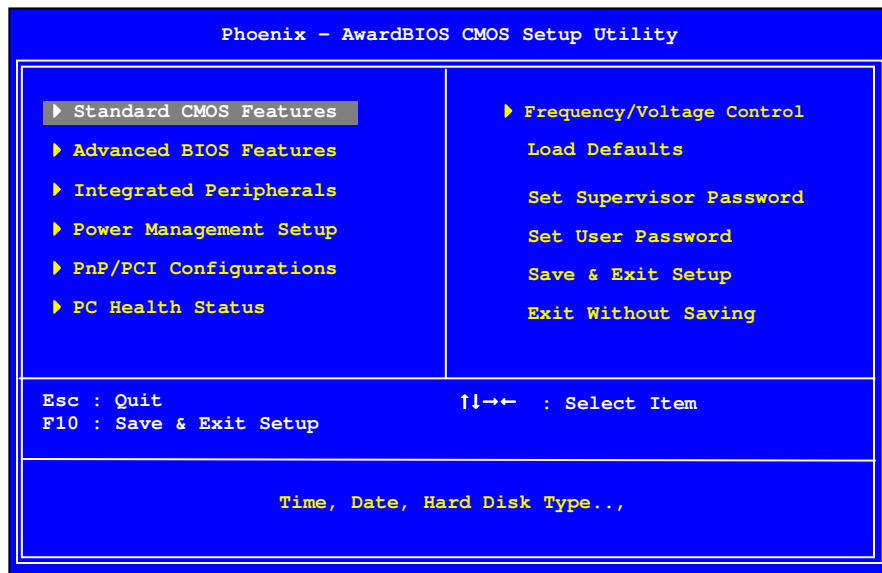 Phoenix – AwardBIOS CMOS Setup Utility
Standard CMOS Features
Advanced BIOS Features
Integrated Peripherals
Power Management Setup
PnP/PCI Configurations
PC Health Status
Frequency/Voltage Control
Load Defaults
Set Supervisor Password
Set User Password
Save & Exit Setup
Exit Without Saving
Esc : Quit
F10 : Save & Exit Setup
↑↓→← : Select Item
Time, Date, Hard Disk Type..,